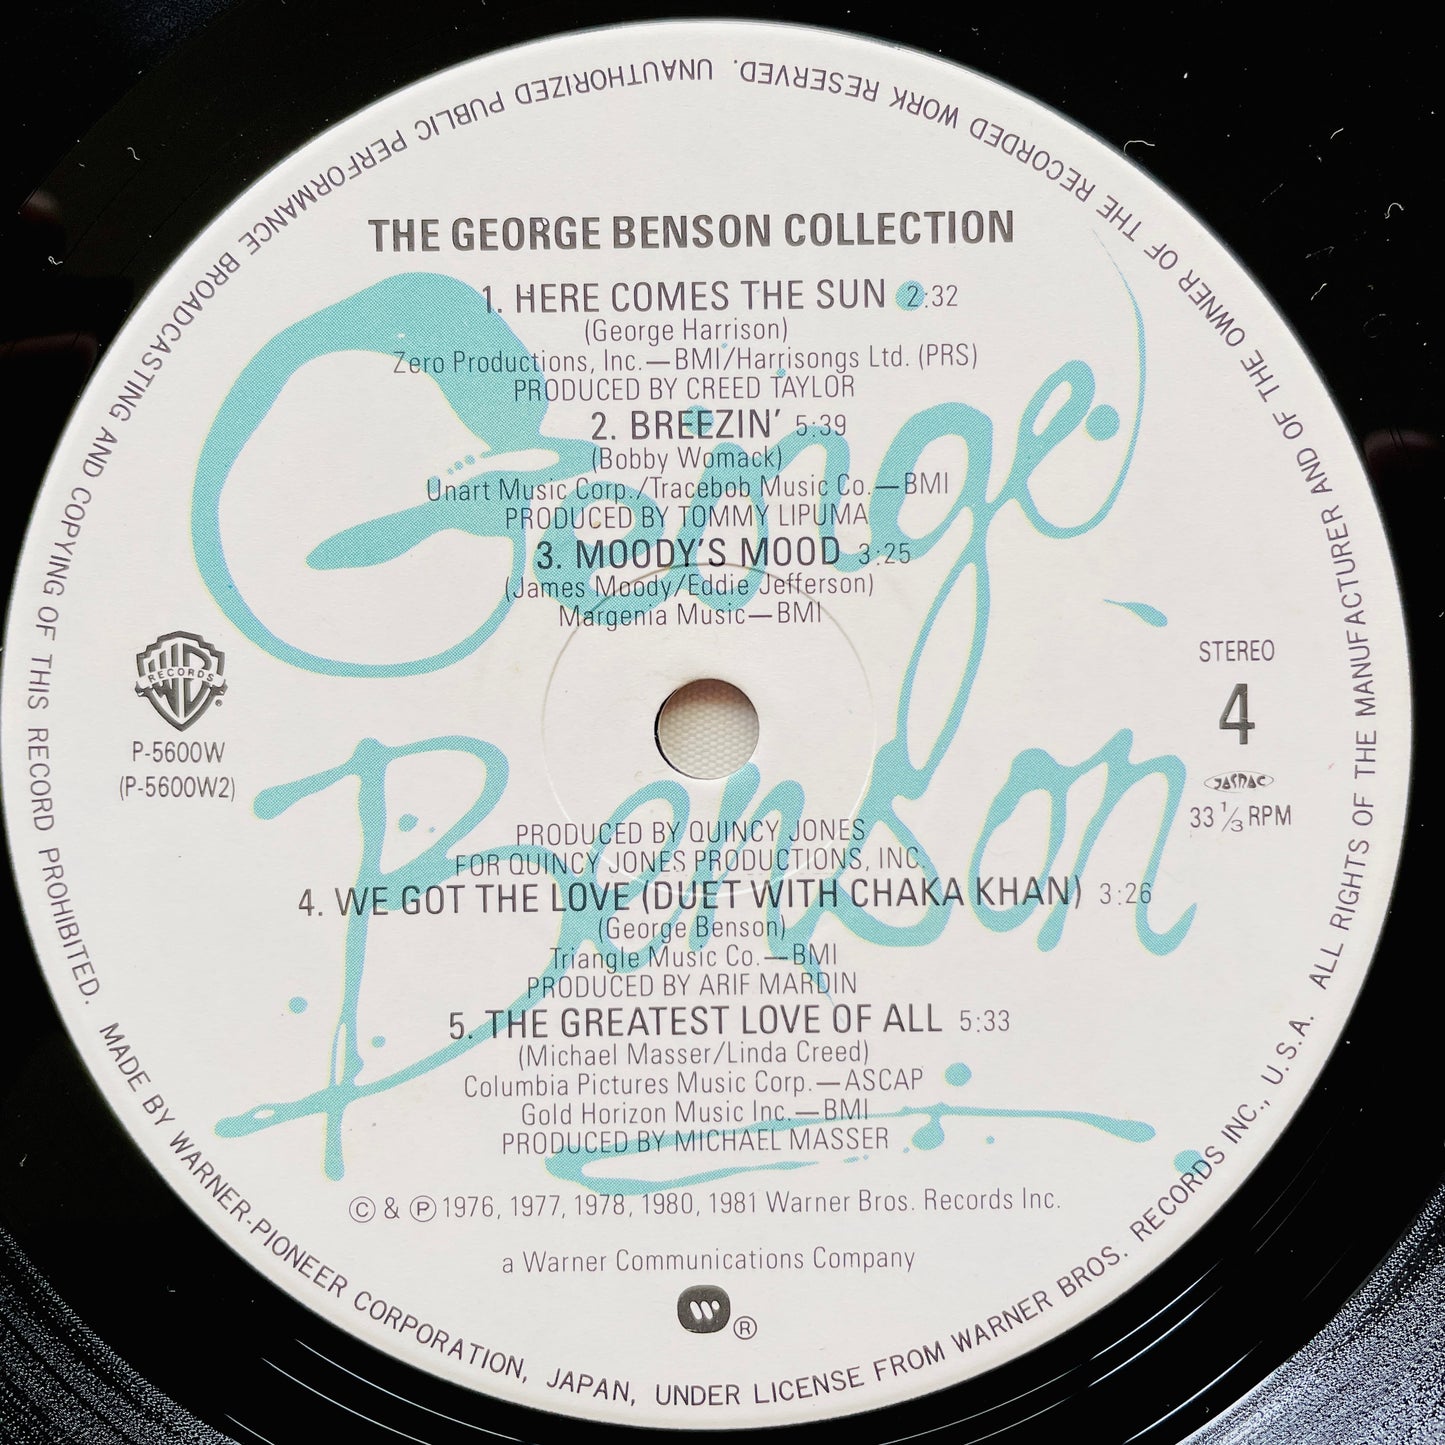 THE GEORGE BENSON COLLECTION
1. HERE COMES THE SUN 2:32
(George Harrison)
Zero Productions, Inc.—BMI/Harrisongs Ltd. (PRS)
PRODUCED BY CREED TAYLOR
2. BREEZIN' 5:39
(Bobby Womack)
Unart Music Corp./Tracebob Music Co.—BMI
PRODUCED BY TOMMY LIPUMA
3. MOODY'S MOOD 3:25
(James Moody/Eddie Jefferson)
Margenia Music—BMI
George
Benson
WB
RECORDS
®
P-5600W
(P-5600W2)
STEREO
4
JASRAC
33 1/3 RPM
PRODUCED BY QUINCY JONES
FOR QUINCY JONES PRODUCTIONS, INC.
4. WE GOT THE LOVE (DUET WITH CHAKA KHAN) 3:26
(George Benson)
Triangle Music Co.—BMI
PRODUCED BY ARIF MARDIN
5. THE GREATEST LOVE OF ALL 5:33
(Michael Masser/Linda Creed)
Columbia Pictures Music Corp.—ASCAP
Gold Horizon Music Inc.—BMI
PRODUCED BY MICHAEL MASSER
© & ℗ 1976, 1977, 1978, 1980, 1981 Warner Bros. Records Inc.
a Warner Communications Company
®
MADE BY WARNER-PIONEER CORPORATION, JAPAN, UNDER LICENSE FROM WARNER BROS. RECORDS INC., U.S.A. ALL RIGHTS OF THE MANUFACTURER AND OF THE OWNER OF THE RECORDED WORK RESERVED. UNAUTHORIZED PUBLIC PERFORMANCE BROADCASTING AND COPYING OF THIS RECORD PROHIBITED.